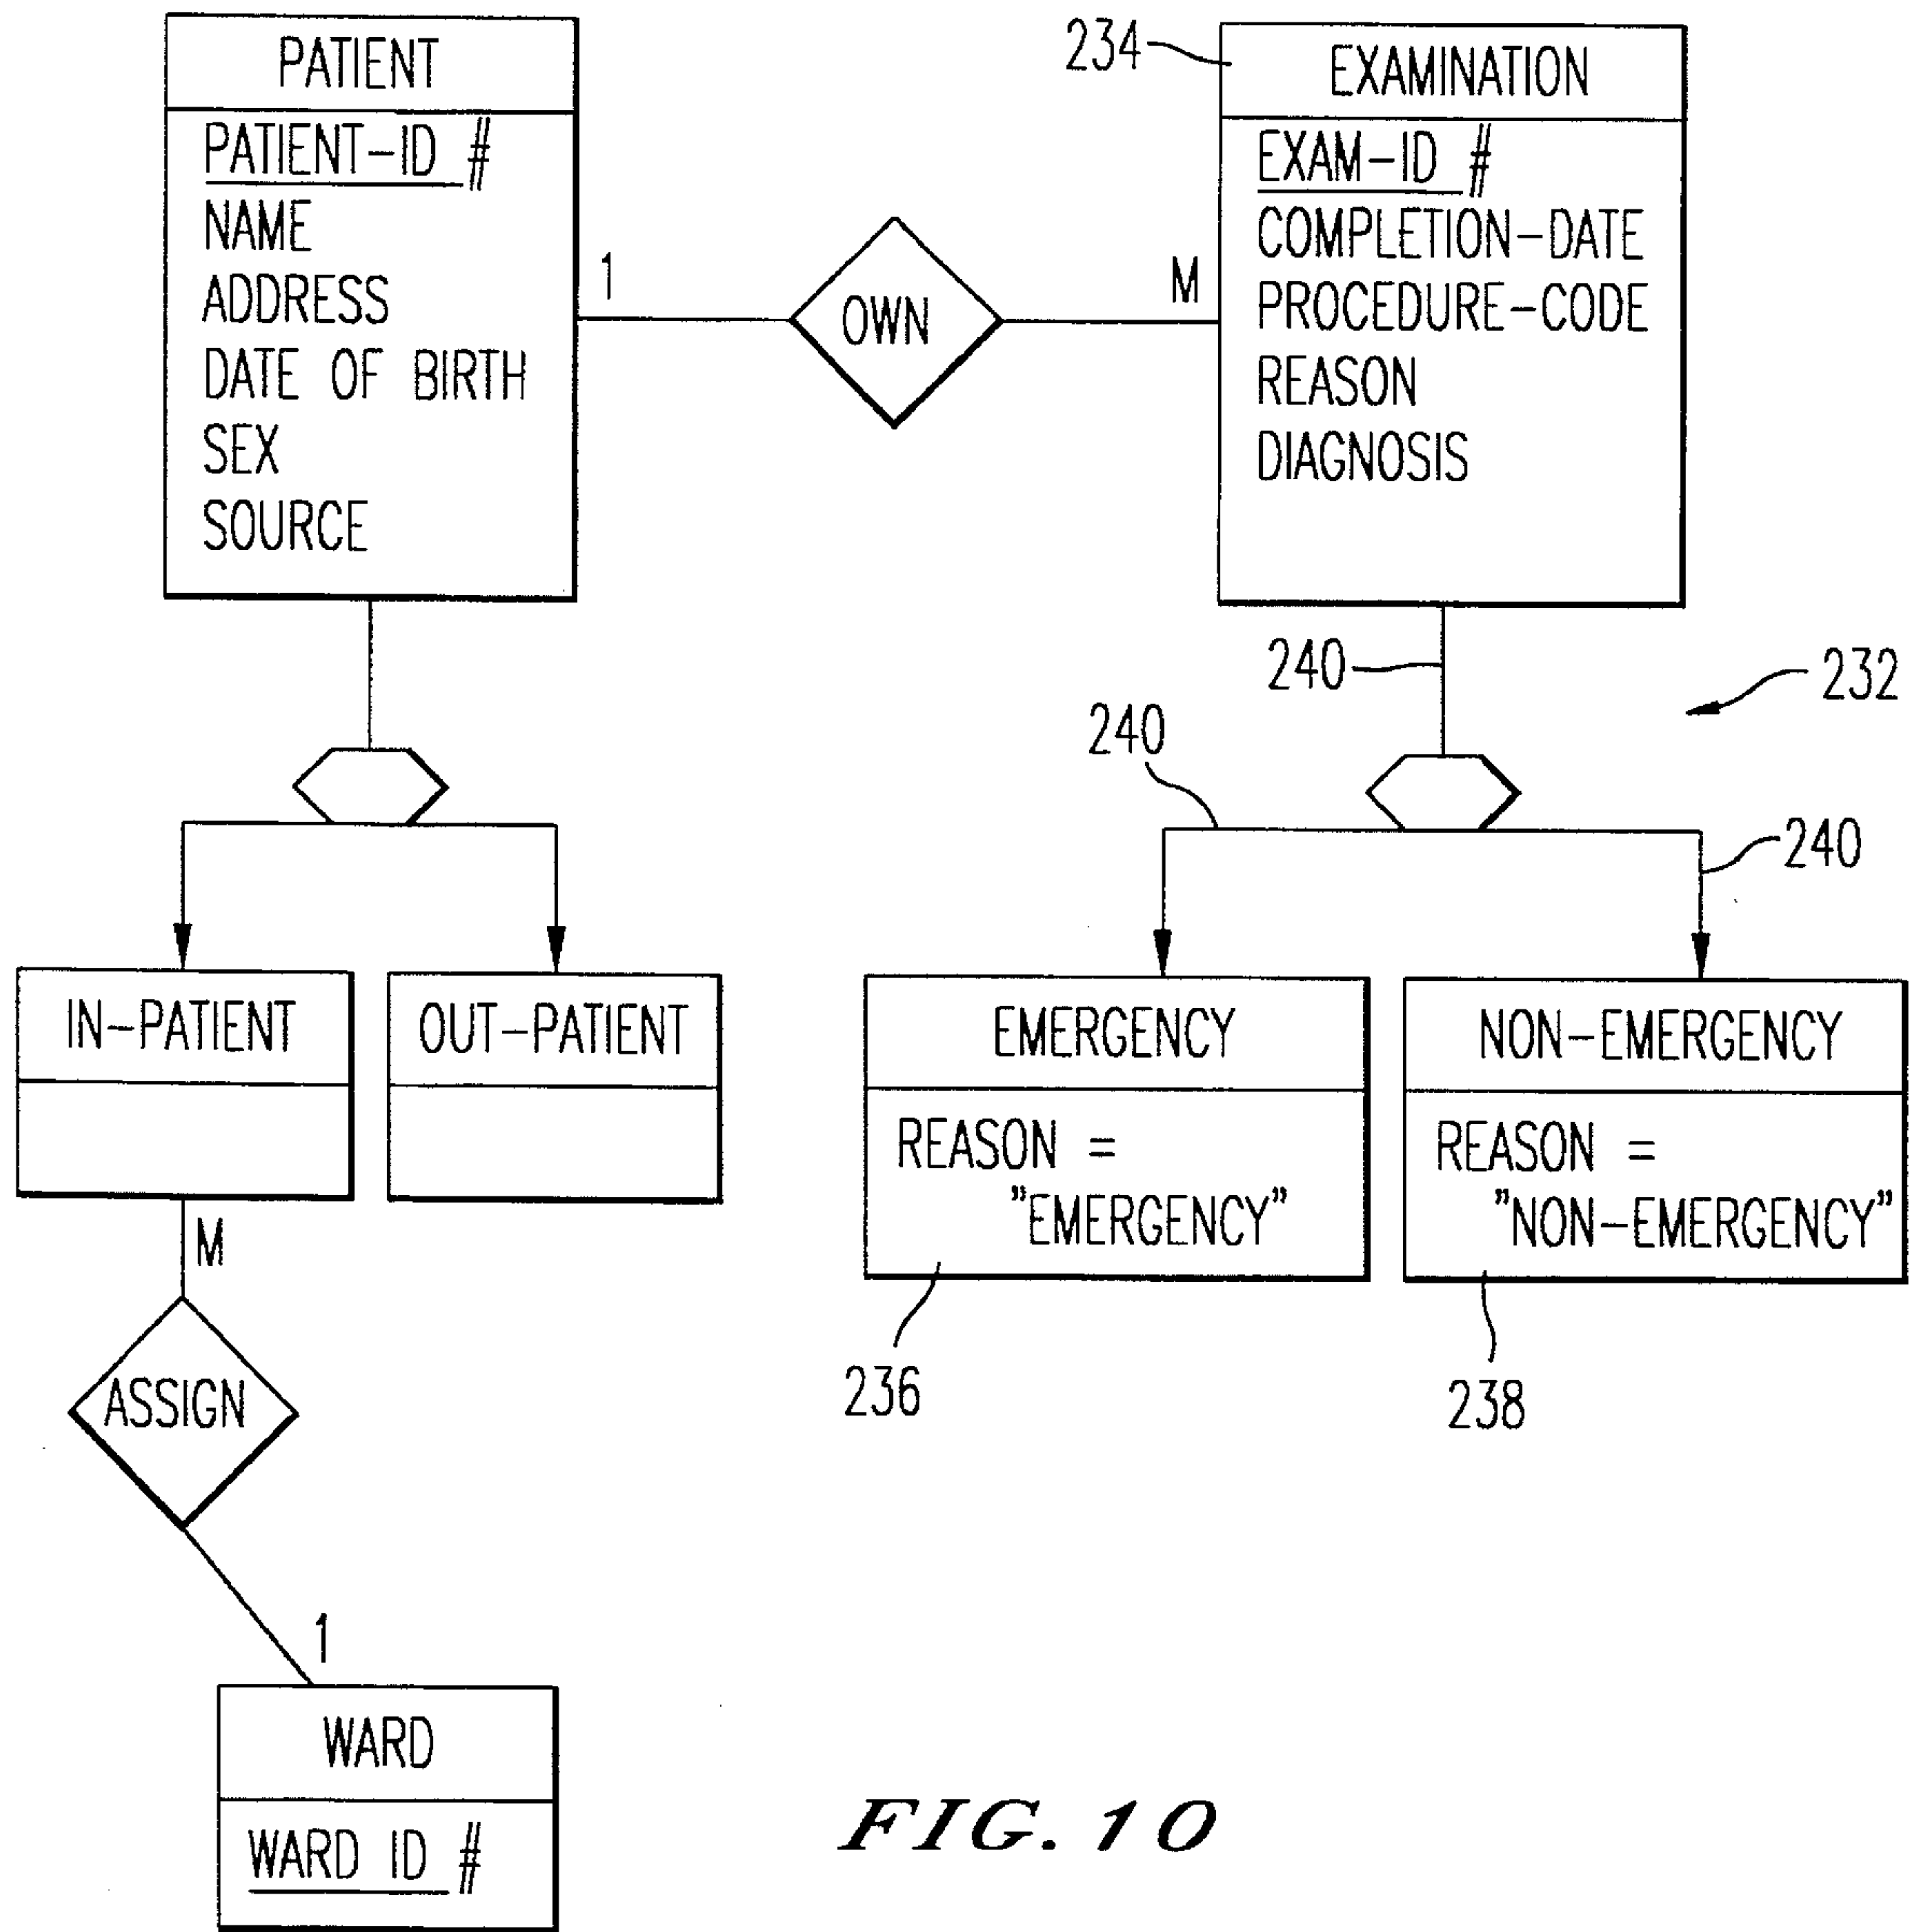 PATIENT
PATIENT-ID #
NAME
ADDRESS
DATE OF BIRTH
SEX
SOURCE
1
OWN
M
234
EXAMINATION
EXAM-ID #
COMPLETION-DATE
PROCEDURE-CODE
REASON
DIAGNOSIS
240
232
240
240
IN-PATIENT
OUT-PATIENT
EMERGENCY
REASON =
"EMERGENCY"
NON-EMERGENCY
REASON =
"NON-EMERGENCY"
236
238
M
ASSIGN
1
WARD
WARD ID #
FIG. 10